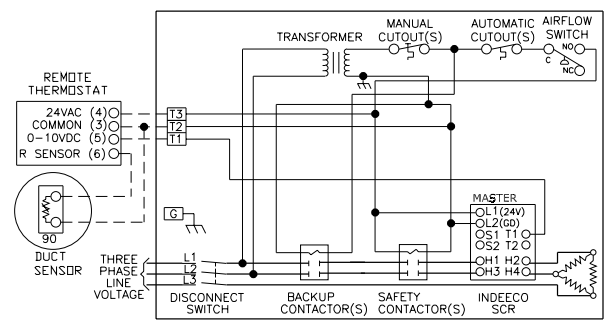 MANUAL
CUTOUT(S)
AUTOMATIC
CUTOUT(S)
AIRFLOW
SWITCH
TRANSFORMER
NO
C
NC
REMOTE
THERMOSTAT
24VAC (4)
COMMON (3)
0-10VDC (5)
R SENSOR (6)
T3
T2
T1
90
DUCT
SENSOR
G
MASTER
L1(24V)
L2(GD)
S1 T1
S2 T2
H1 H2
H3 H4
THREE
PHASE
LINE
VOLTAGE
L1
L2
L3
DISCONNECT
SWITCH
BACKUP
CONTACTOR(S)
SAFETY
CONTACTOR(S)
INDEECO
SCR